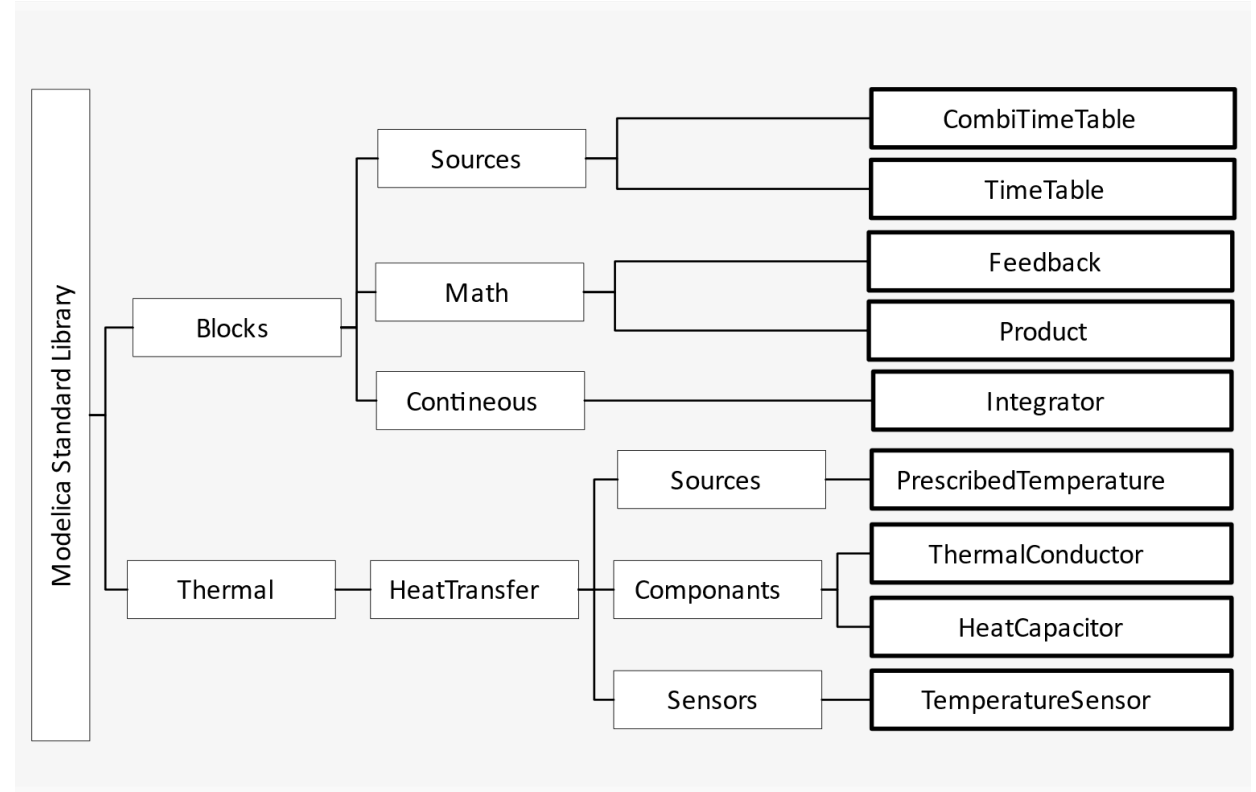 Modelica Standard Library
Blocks
Sources
CombiTimeTable
TimeTable
Math
Feedback
Product
Contineous
Integrator
Thermal
HeatTransfer
Sources
PrescribedTemperature
Componants
ThermalConductor
HeatCapacitor
Sensors
TemperatureSensor